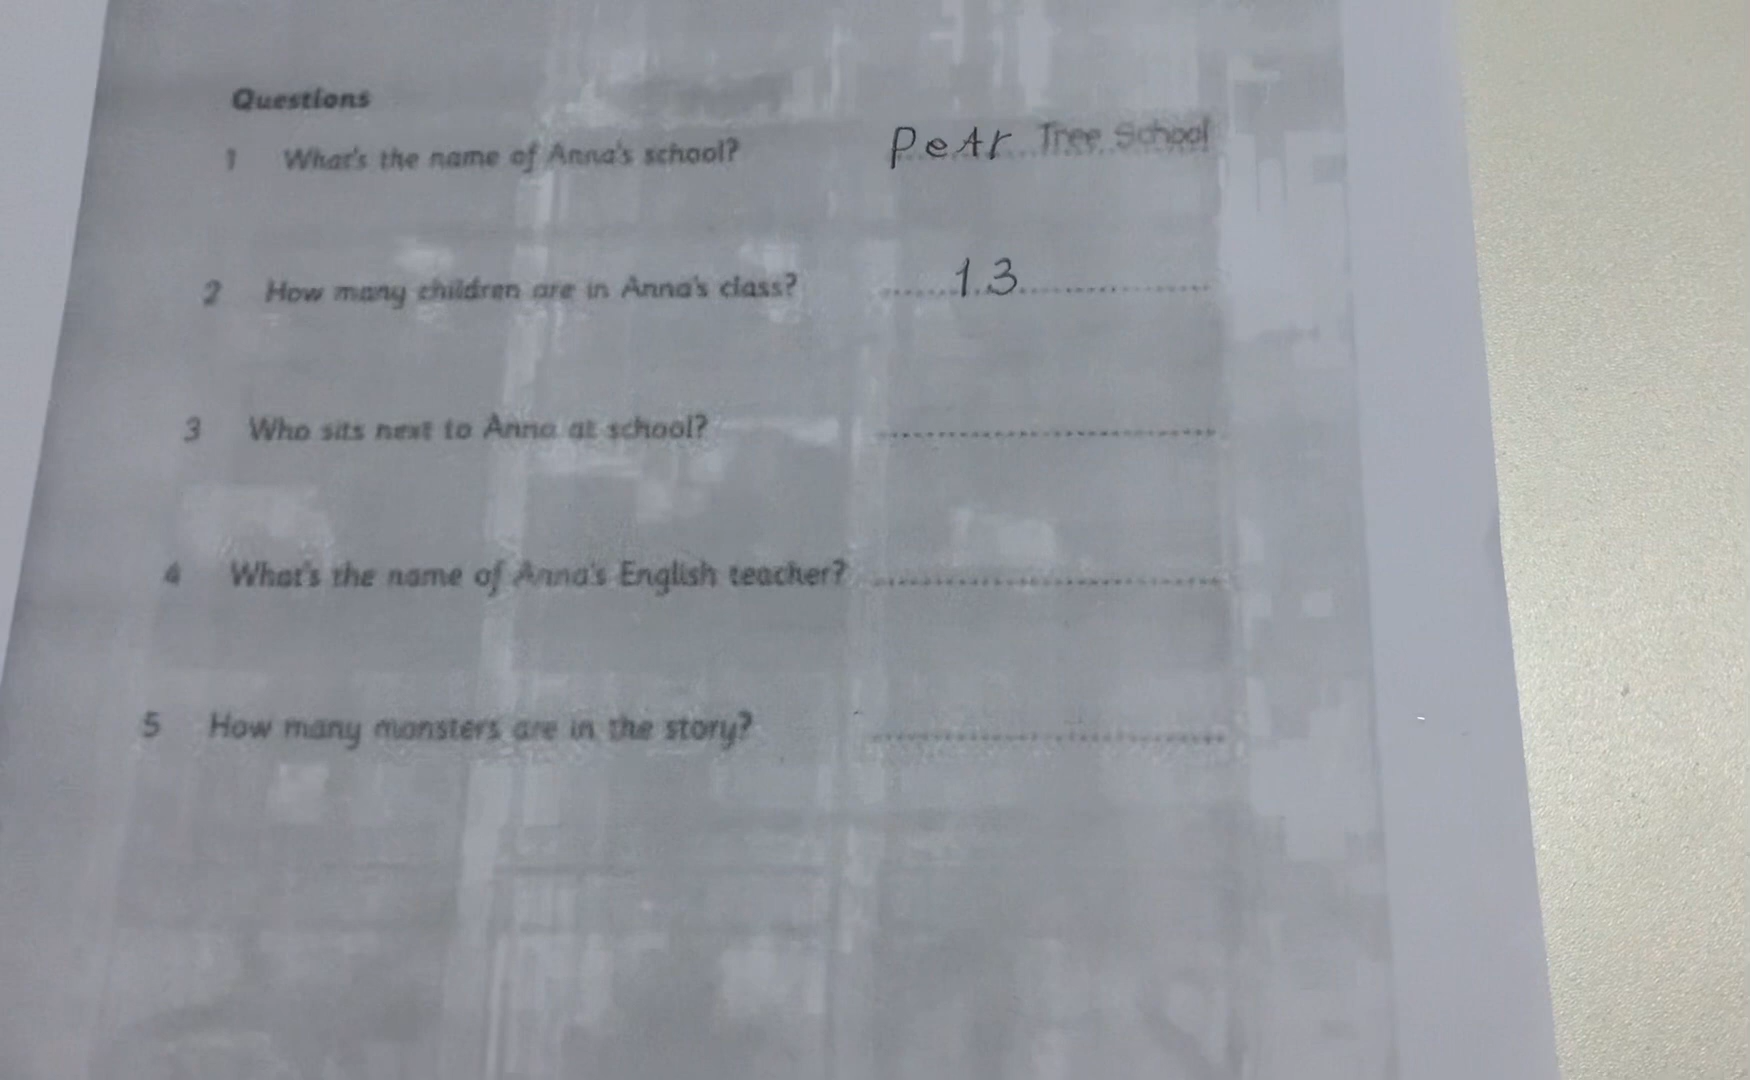 Questions
1 What's the name of Anna's school? PeAr Tree School
2 How many children are in Anna's class? 13
3 Who sits next to Anna at school?
4 What's the name of Anna's English teacher?
5 How many monsters are in the story?